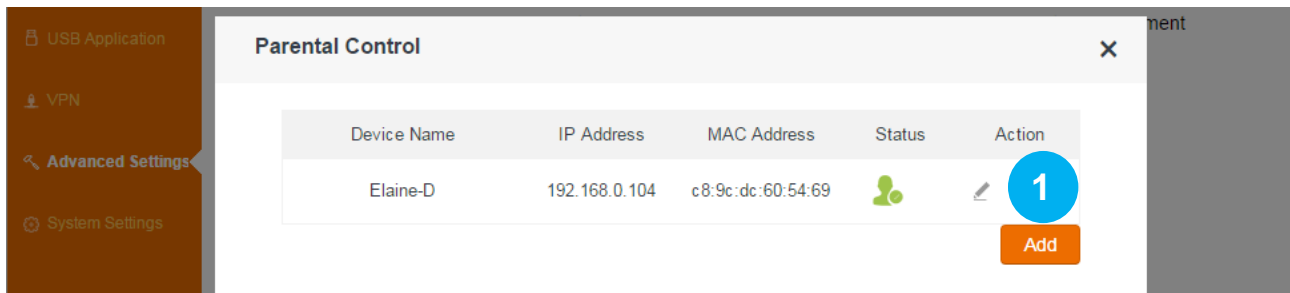 USB Application
VPN
Advanced Settings
System Settings
Parental Control
ment
Device Name IP Address MAC Address Status Action
Elaine-D 192.168.0.104 c8:9c:dc:60:54:69
1
Add